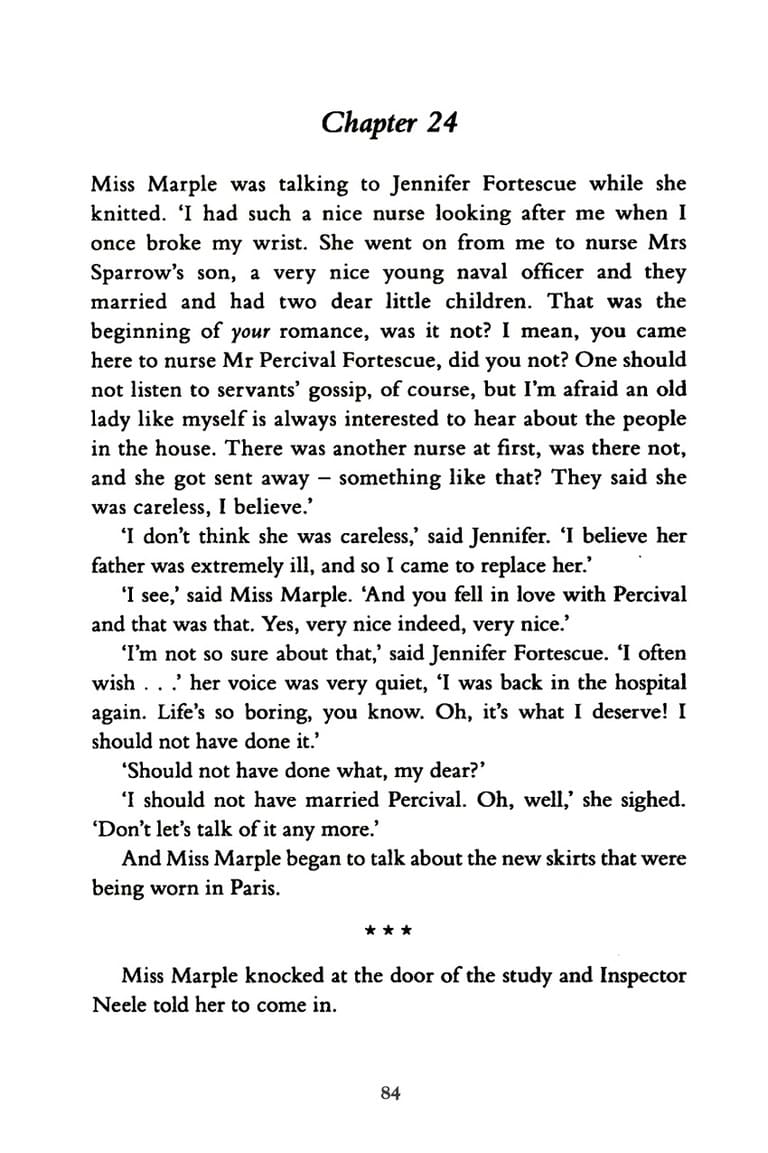 Chapter 24
Miss Marple was talking to Jennifer Fortescue while she
knitted. ‘I had such a nice nurse looking after me when I
once broke my wrist. She went on from me to nurse Mrs
Sparrow’s son, a very nice young naval officer and they
married and had two dear little children. That was the
beginning of your romance, was it not? I mean, you came
here to nurse Mr Percival Fortescue, did you not? One should
not listen to servants’ gossip, of course, but I’m afraid an old
lady like myself is always interested to hear about the people
in the house. There was another nurse at first, was there not,
and she got sent away – something like that? They said she
was careless, I believe.’
‘I don’t think she was careless,’ said Jennifer. ‘I believe her
father was extremely ill, and so I came to replace her.’
‘I see,’ said Miss Marple. ‘And you fell in love with Percival
and that was that. Yes, very nice indeed, very nice.’
‘I’m not so sure about that,’ said Jennifer Fortescue. ‘I often
wish . . .’ her voice was very quiet, ‘I was back in the hospital
again. Life’s so boring, you know. Oh, it’s what I deserve! I
should not have done it.’
‘Should not have done what, my dear?’
‘I should not have married Percival. Oh, well,’ she sighed.
‘Don’t let’s talk of it any more.’
And Miss Marple began to talk about the new skirts that were
being worn in Paris.
★ ★ ★
Miss Marple knocked at the door of the study and Inspector
Neele told her to come in.
84